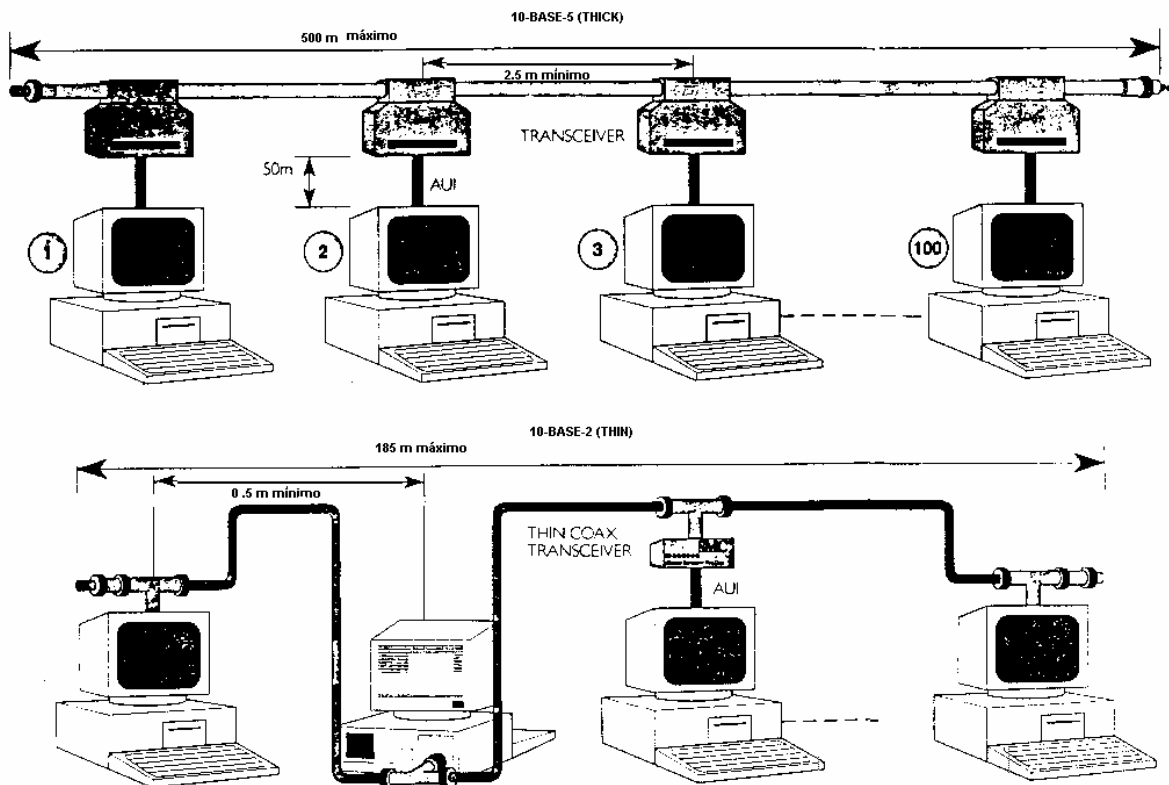 10-BASE-5 (THICK)
500 m máximo
2.5 m mínimo
TRANSCEIVER
50m
AUI
1
2
3
100
10-BASE-2 (THIN)
185 m máximo
0.5 m mínimo
THIN COAX
TRANSCEIVER
AUI